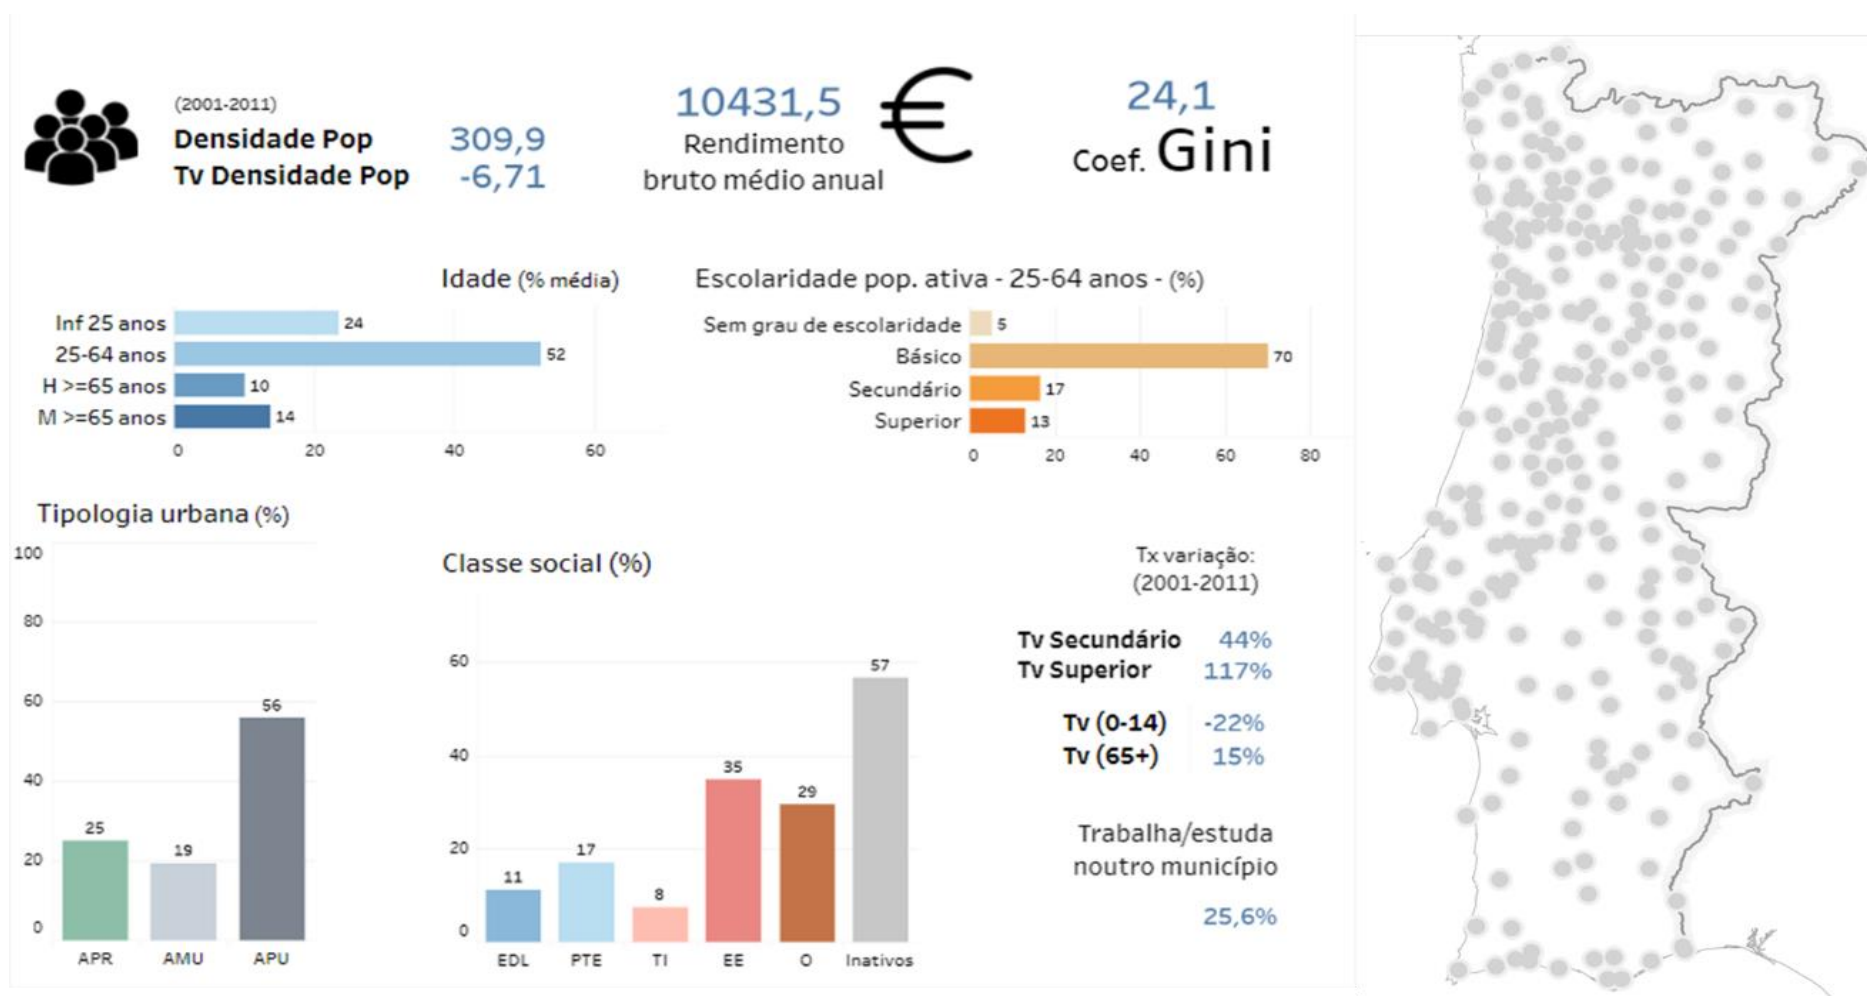 (2001-2011)
Densidade Pop 309,9
Tv Densidade Pop -6,71
10431,5
Rendimento
bruto médio anual
€
24,1
Coef. Gini
Idade (% média)
Inf 25 anos 24
25-64 anos 52
H >=65 anos 10
M >=65 anos 14
0 20 40 60
Escolaridade pop. ativa - 25-64 anos - (%)
Sem grau de escolaridade 5
Básico 70
Secundário 17
Superior 13
0 20 40 60 80
Tipologia urbana (%)
100
80
60
40
20
0
25
19
56
APR AMU APU
Classe social (%)
60
40
20
0
11
17
8
35
29
57
EDL PTE TI EE O Inativos
Tx variação:
(2001-2011)
Tv Secundário 44%
Tv Superior 117%
Tv (0-14) -22%
Tv (65+) 15%
Trabalha/estuda
noutro município
25,6%